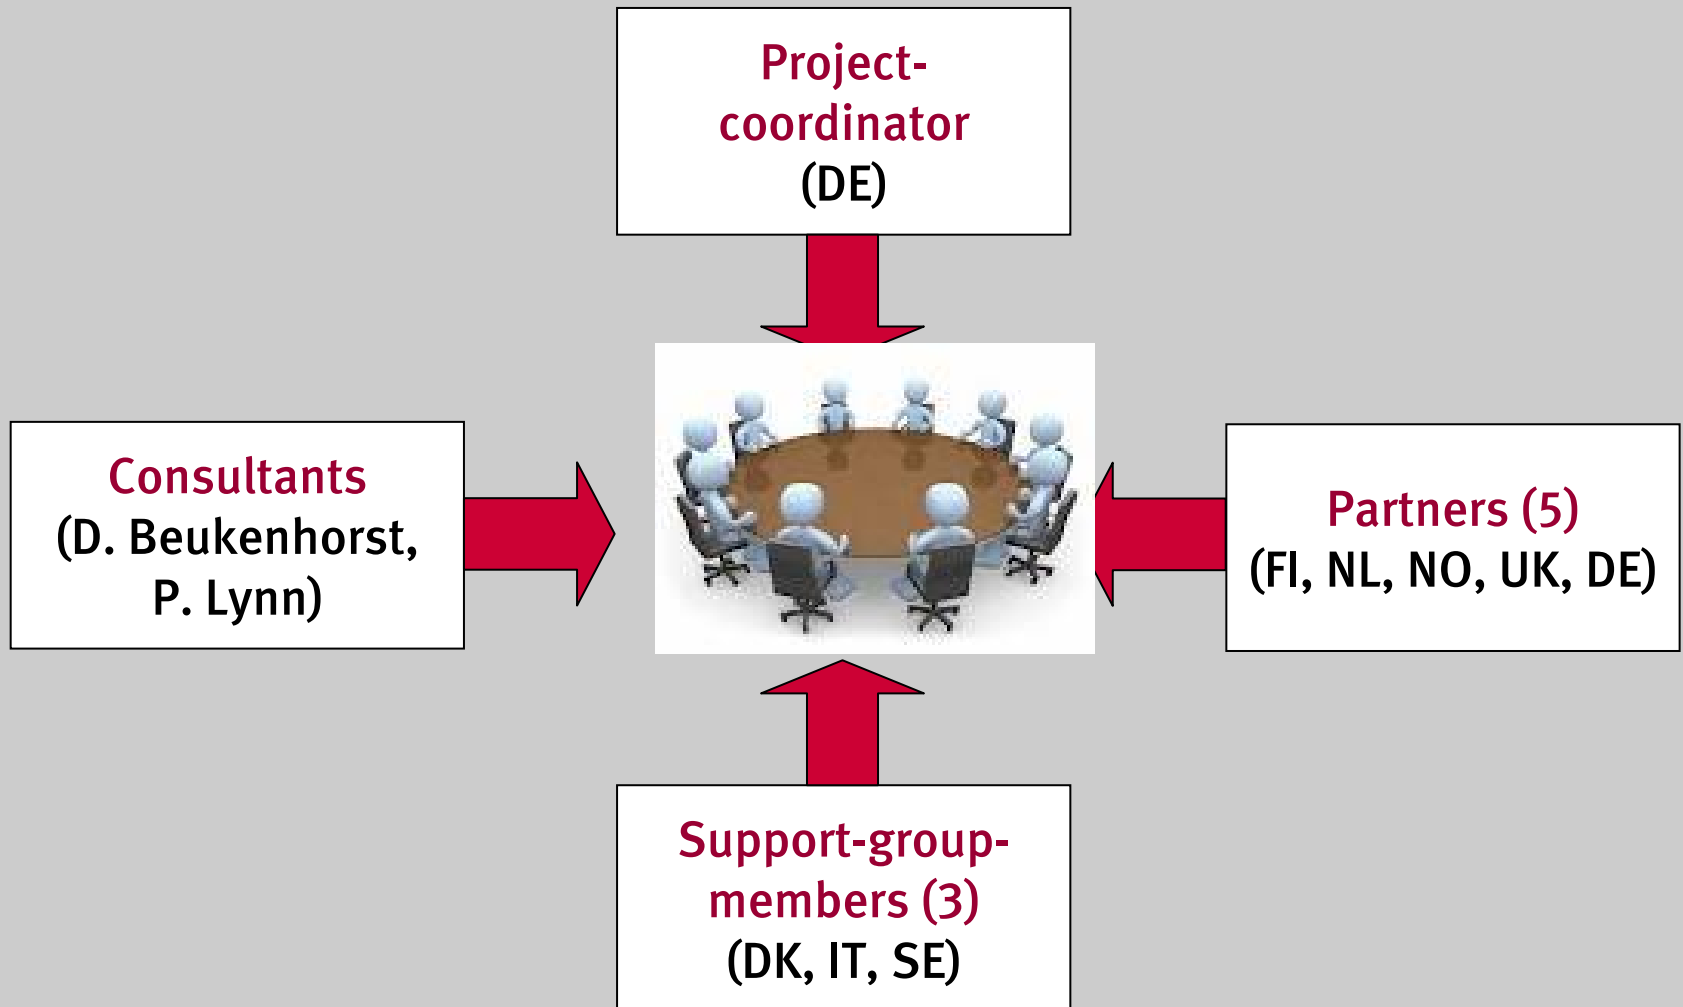 Project-
coordinator
(DE)
Consultants
(D. Beukenhorst,
P. Lynn)
Partners (5)
(FI, NL, NO, UK, DE)
Support-group-
members (3)
(DK, IT, SE)